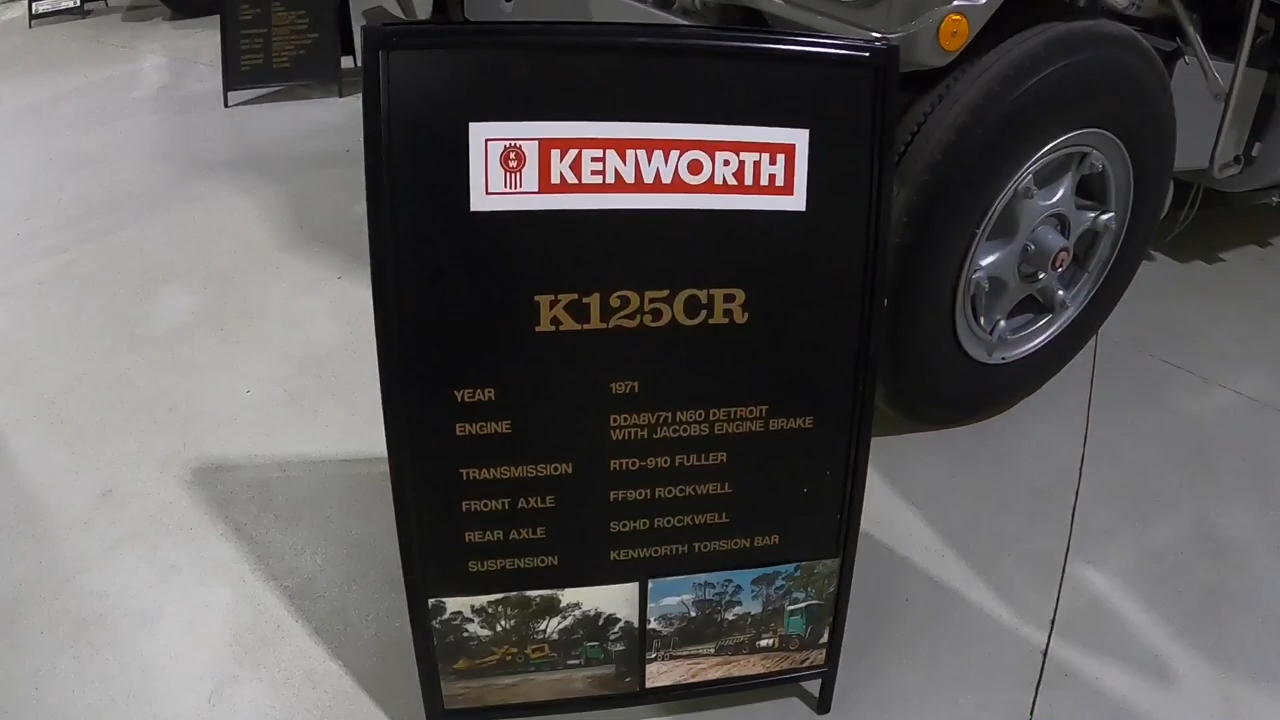 KW
KENWORTH
K125CR
YEAR 1971
ENGINE DDA8V71 N60 DETROIT
WITH JACOBS ENGINE BRAKE
TRANSMISSION RTO-910 FULLER
FRONT AXLE FF901 ROCKWELL
REAR AXLE SQHD ROCKWELL
SUSPENSION KENWORTH TORSION BAR